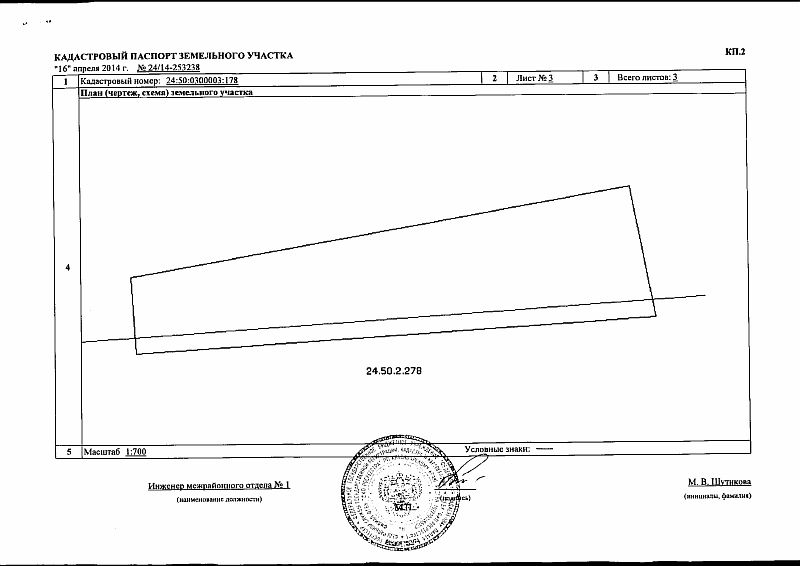 КП.2
КАДАСТРОВЫЙ ПАСПОРТ ЗЕМЕЛЬНОГО УЧАСТКА
"16" апреля 2014 г. № 24/14-253238
1 Кадастровый номер: 24:50:0300003:178 2 Лист № 3 3 Всего листов: 3
План (чертеж, схема) земельного участка
4
24.50.2.278
5 Масштаб 1:700 Условные знаки:
Инженер межрайонного отдела № 1 М. В. Шутикова
(наименование должности) (подпись) (инициалы, фамилия)
М.П.